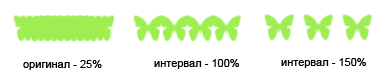 оригинал - 25% интервал - 100% интервал - 150%